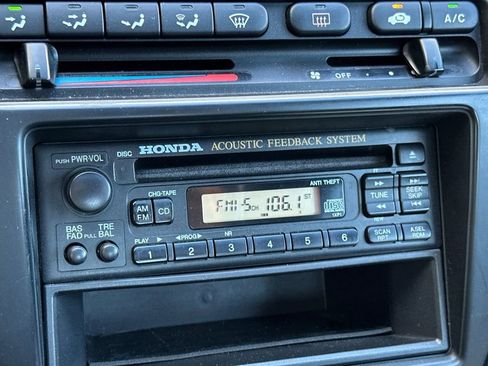 A/C
OFF
DISC HONDA ACOUSTIC FEEDBACK SYSTEM
PUSH PWR·VOL
CHG·TAPE
ANTI THEFT
AM FM
CD
FM1-5CH 106.1 ST
TUNE
SEEK SKIP
BAS FAD
PULL
TRE BAL
PLAY
PROG
NR
1
2
3
4
5
6
SCAN RPT
A.SEL RDM